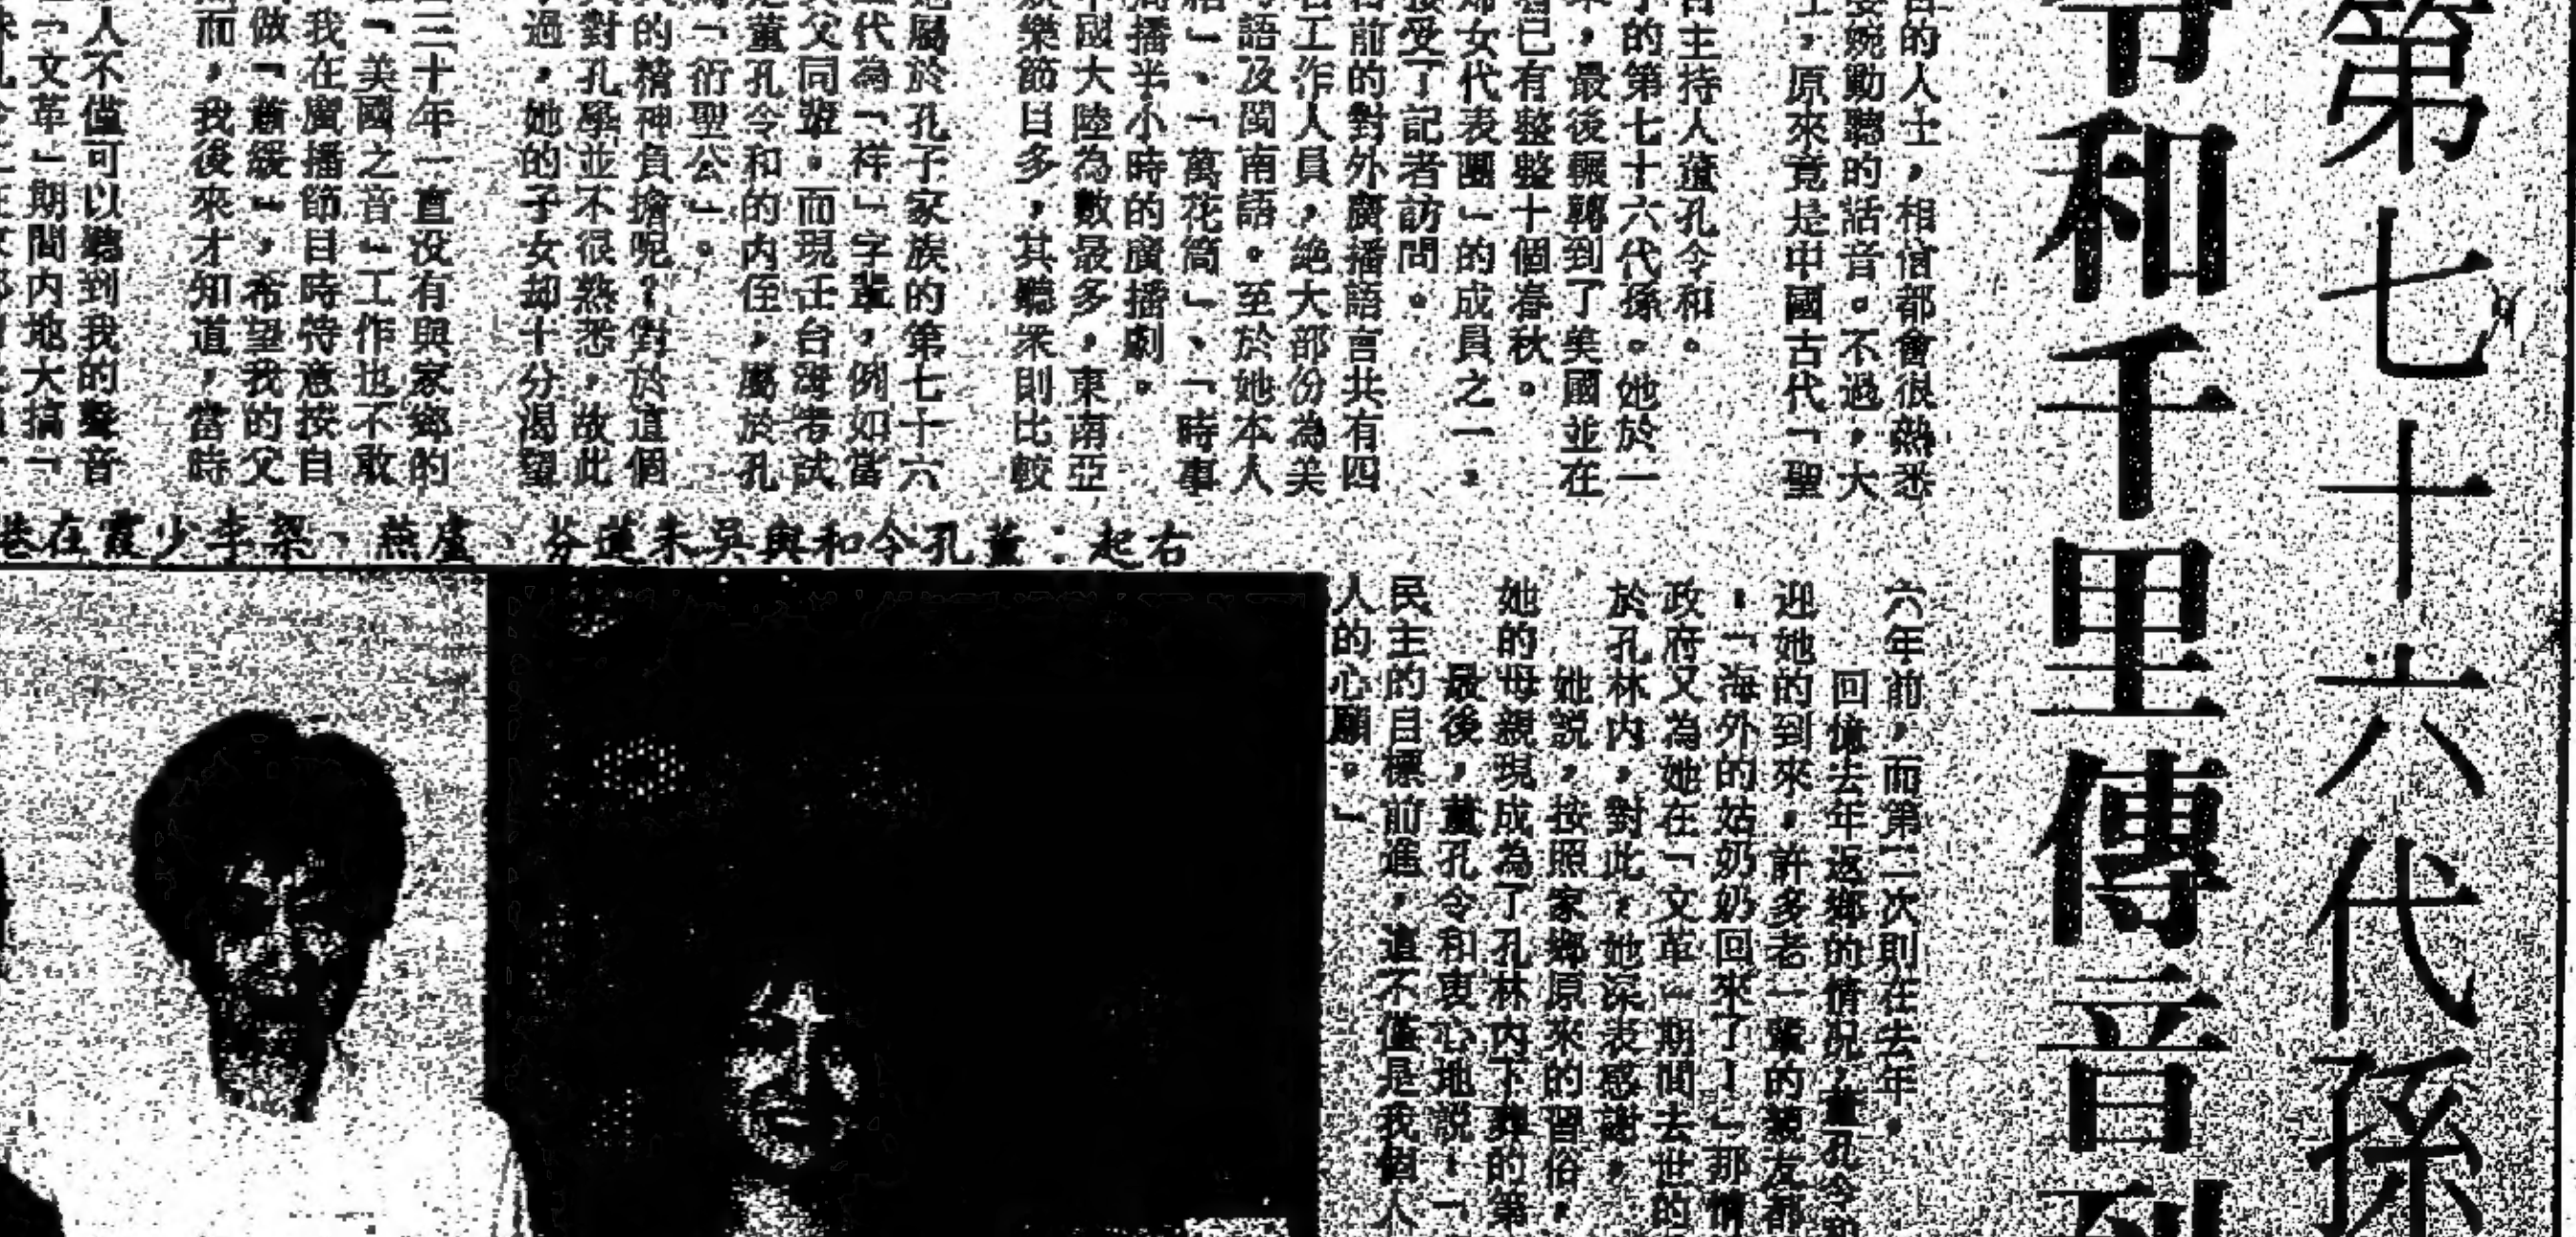 第七十六代孫
令和千里傳音
的人士，相信都會很熟悉
婉動聽的話音。不過，大
，原來竟是中國古代「聖
主持人董孔令和。
的第七十六代孫。她於一
，最後輾轉到了美國並在
已有整整十個春秋。
女代表團」的成員之一，
受了記者訪問。
前的對外廣播語言共有四
工作人員，絶大部份為美
語及閩南語。至於她本人
」、「萬花筒」、「時事
播半小時的廣播劇。
國大陸為數最多，東南亞
樂節目多，其聽眾則比較
屬於孔子家族的第七十六
代為「祥」字輩，例如當
父同輩。而現任台灣考試
董孔令和的内侄，屬於孔
「衍聖公」。
的精神負擔呢？對於這個
對孔學並不很熟悉，故此
過，她的子女却十分渴望
三十年一直没有與家鄉的
「美國之音」工作也不敢
我在廣播節目時特意按自
做「蕭緩」，希望我的父
而，我後來才知道，當時
人不僅可以聽到我的聲音
「文革」期間内地大搞「
右起：董孔令和與吳朱蓮芬、盧燕、梁李少霞在
六年前，而第二次則在去年。
回憶去年返鄉的情况，董孔令和
迎她的到來，許多老一輩的親友都
，「海外的姑奶奶回來了！」那情
政府又為她在「文革」期間去世的
於孔林内，對此，她深表感謝，
她説，按照家鄉原來的習俗，
她的母親現成為了孔林内下葬的第
最後，董孔令和衷心地説：「
民主的目標前進，這不僅是我個人
人的心願。」